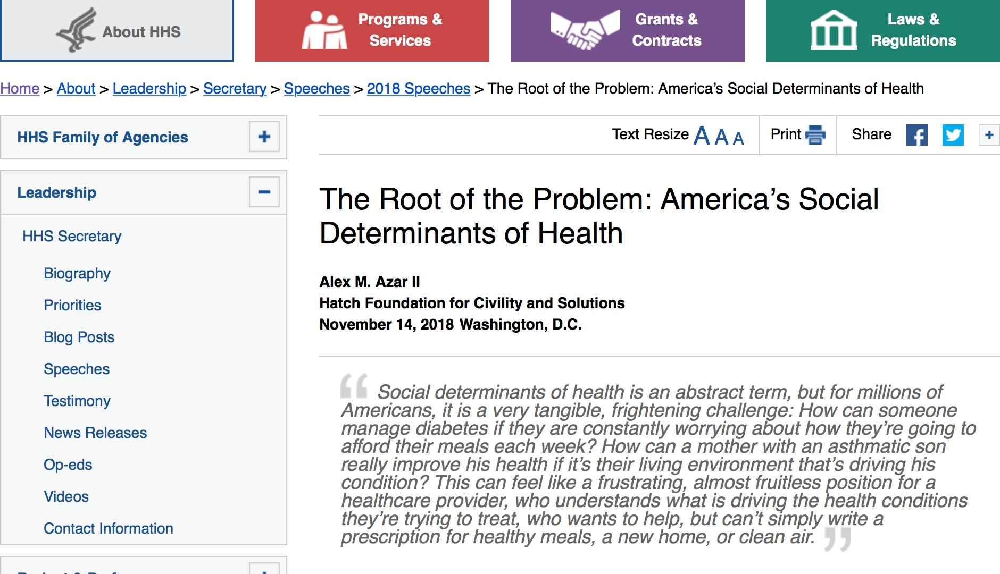 About HHS
Programs &
Services
Grants &
Contracts
Laws &
Regulations
Home > About > Leadership > Secretary > Speeches > 2018 Speeches > The Root of the Problem: America’s Social Determinants of Health
HHS Family of Agencies
Leadership
HHS Secretary
Biography
Priorities
Blog Posts
Speeches
Testimony
News Releases
Op-eds
Videos
Contact Information
Text Resize A A A
Print
Share
The Root of the Problem: America’s Social
Determinants of Health
Alex M. Azar II
Hatch Foundation for Civility and Solutions
November 14, 2018 Washington, D.C.
“ Social determinants of health is an abstract term, but for millions of
Americans, it is a very tangible, frightening challenge: How can someone
manage diabetes if they are constantly worrying about how they’re going to
afford their meals each week? How can a mother with an asthmatic son
really improve his health if it’s their living environment that’s driving his
condition? This can feel like a frustrating, almost fruitless position for a
healthcare provider, who understands what is driving the health conditions
they’re trying to treat, who wants to help, but can’t simply write a
prescription for healthy meals, a new home, or clean air. ”